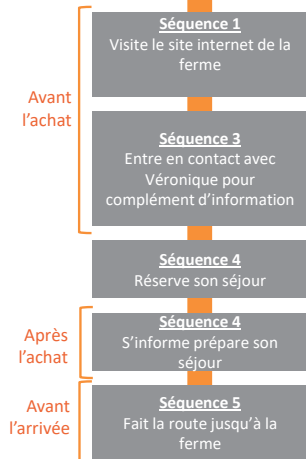 Séquence 1
Visite le site internet de la
ferme
Avant
l'achat
Séquence 3
Entre en contact avec
Véronique pour
complément d'information
Séquence 4
Réserve son séjour
Après
l'achat
Séquence 4
S'informe prépare son
séjour
Avant
l'arrivée
Séquence 5
Fait la route jusqu'à la
ferme